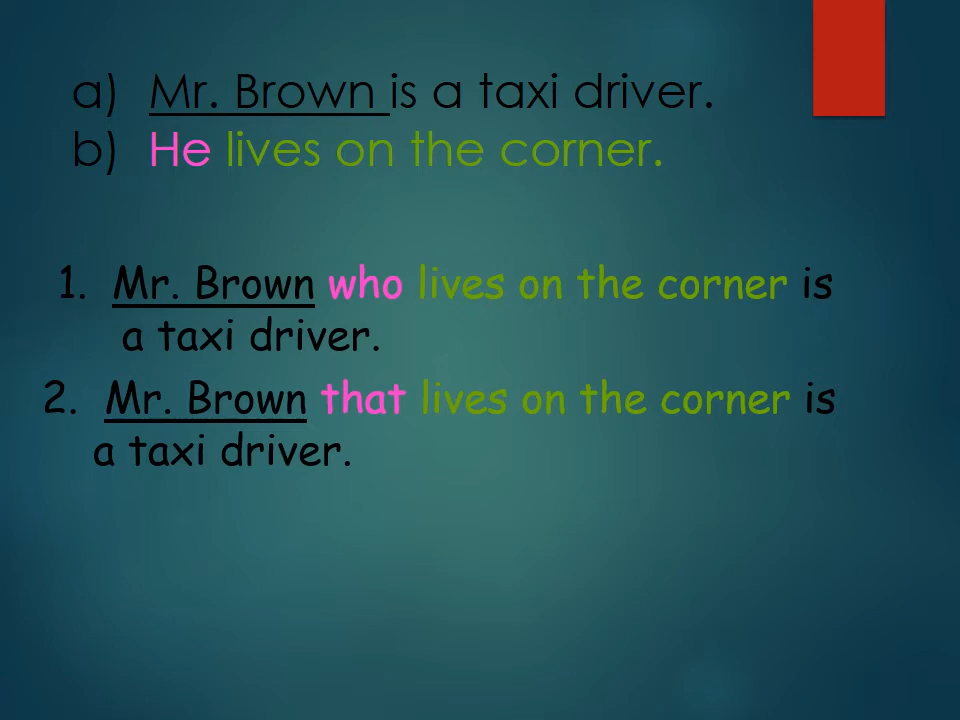 a) Mr. Brown is a taxi driver.
b) He lives on the corner.
1. Mr. Brown who lives on the corner is
a taxi driver.
2. Mr. Brown that lives on the corner is
a taxi driver.